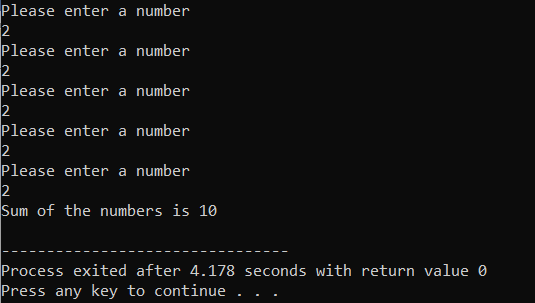 Please enter a number
2
Please enter a number
2
Please enter a number
2
Please enter a number
2
Please enter a number
2
Sum of the numbers is 10
--------------------------------
Process exited after 4.178 seconds with return value 0
Press any key to continue . . .